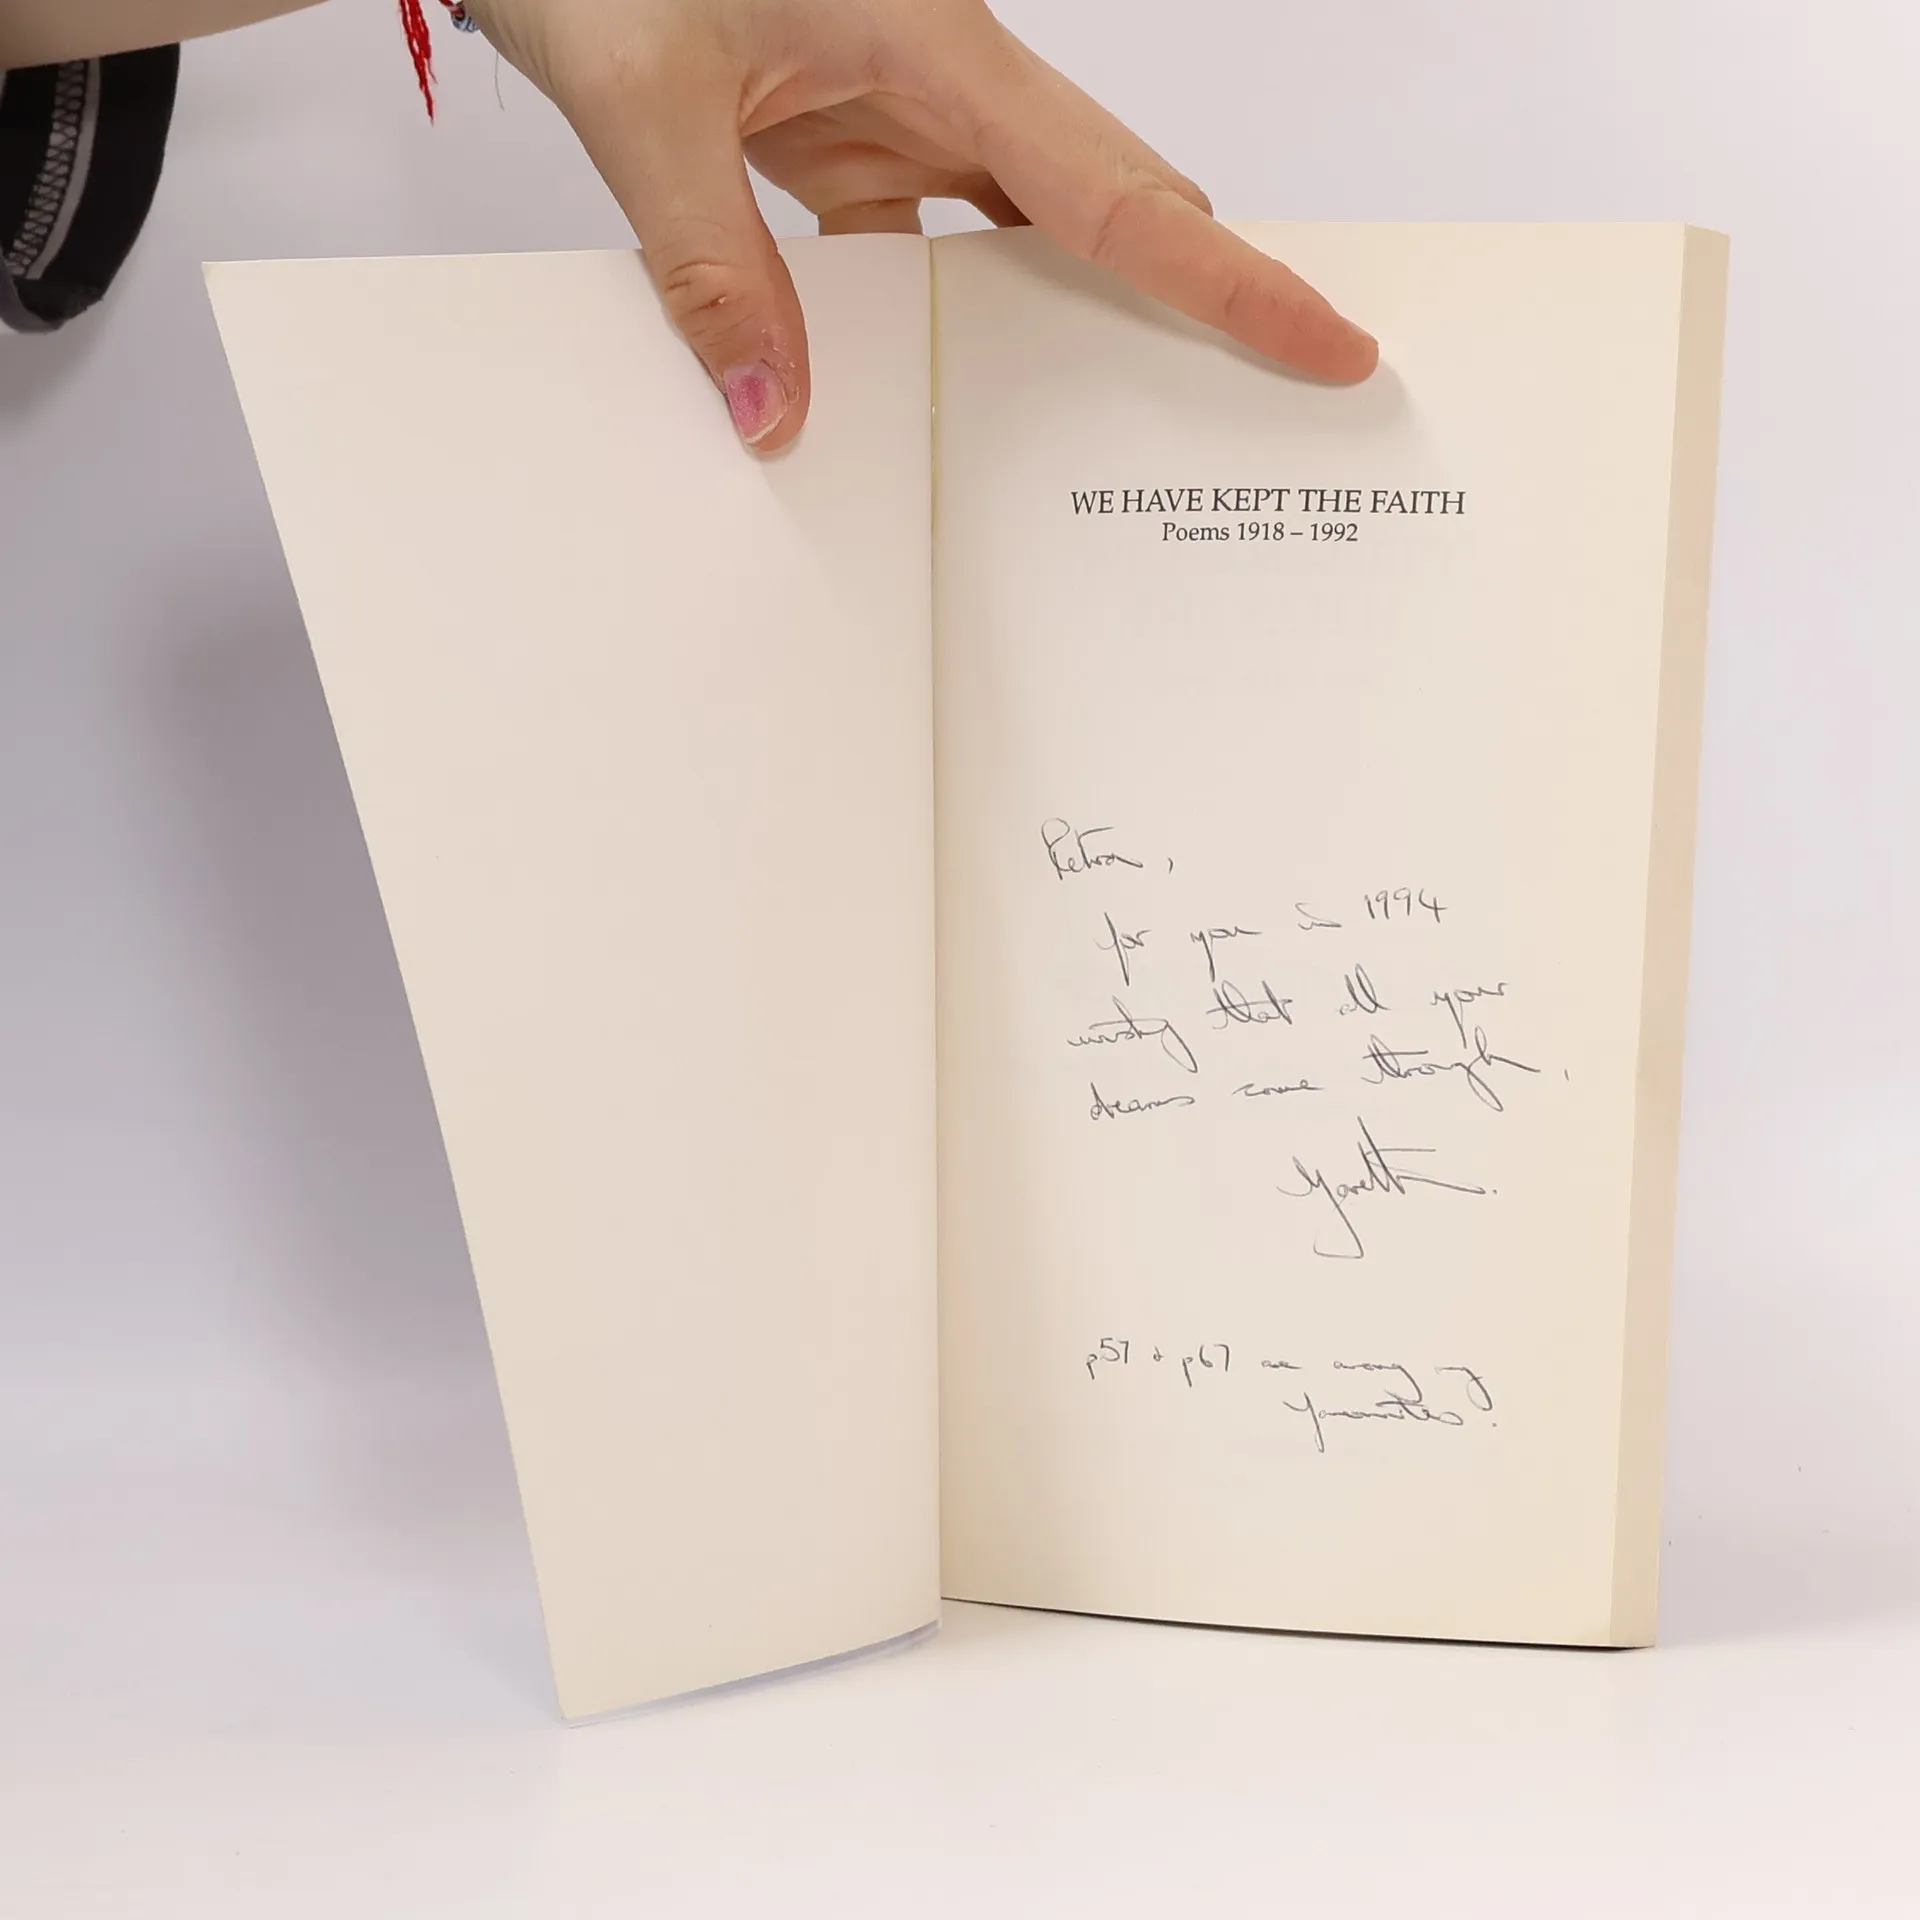 WE HAVE KEPT THE FAITH
Poems 1918 – 1992
Petra,
for you in 1994
wishing that all your
dreams come through,
p57 & p67 are among my
favourites.